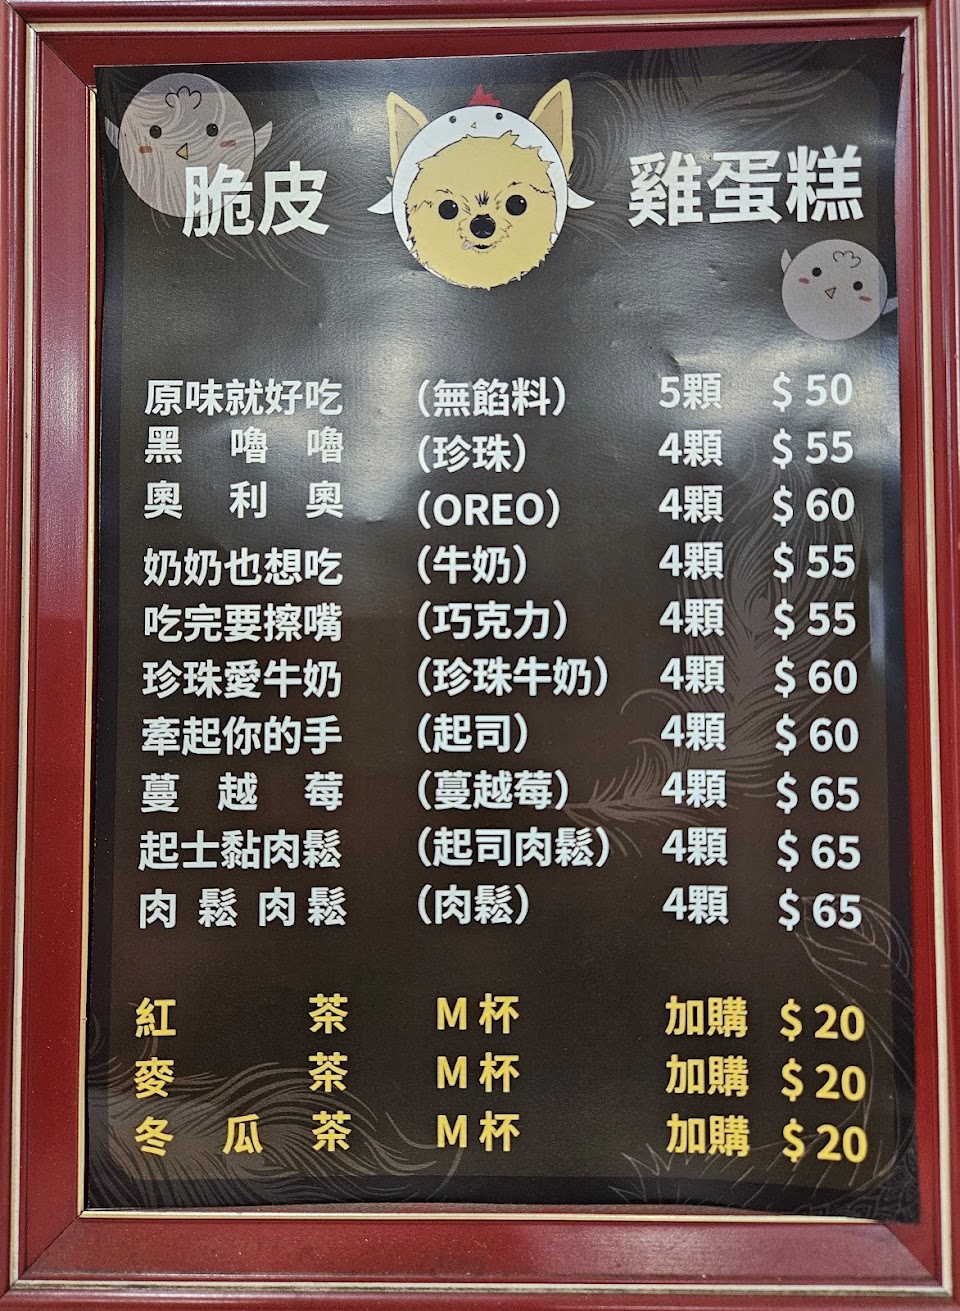 脆皮 雞蛋糕
原味就好吃 (無餡料) 5顆 $50
黑嚕嚕 (珍珠) 4顆 $55
奧利奧 (OREO) 4顆 $60
奶奶也想吃 (牛奶) 4顆 $55
吃完要擦嘴 (巧克力) 4顆 $55
珍珠愛牛奶 (珍珠牛奶) 4顆 $60
牽起你的手 (起司) 4顆 $60
蔓越莓 (蔓越莓) 4顆 $65
起士黏肉鬆 (起司肉鬆) 4顆 $65
肉鬆肉鬆 (肉鬆) 4顆 $65
紅茶 M杯 加購 $20
麥茶 M杯 加購 $20
冬瓜茶 M杯 加購 $20